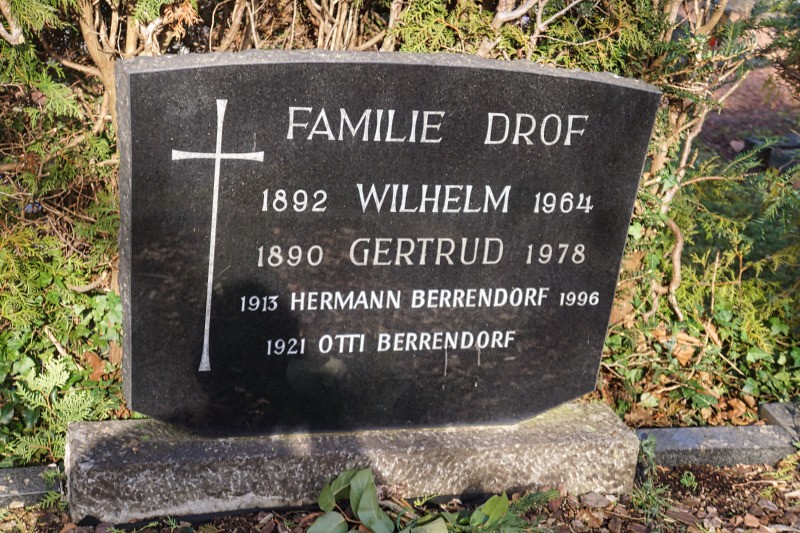 FAMILIE DROF
1892 WILHELM 1964
1890 GERTRUD 1978
1913 HERMANN BERRENDORF 1996
1921 OTTI BERRENDORF